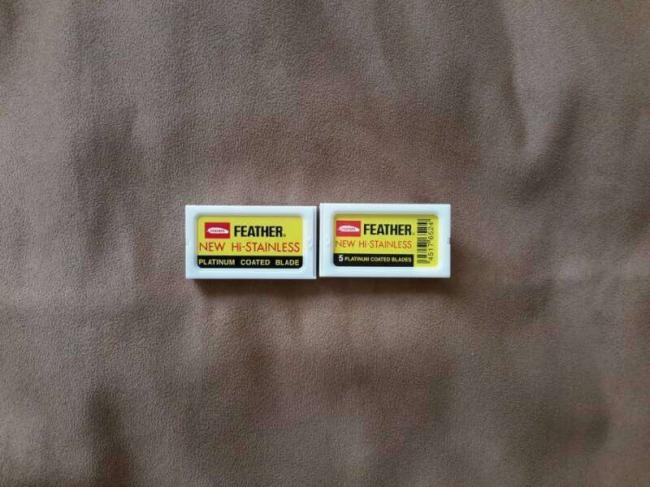 FEATHER®
NEW Hi-STAINLESS
PLATINUM COATED BLADE
FEATHER®
NEW Hi-STAINLESS
5 PLATINUM COATED BLADES